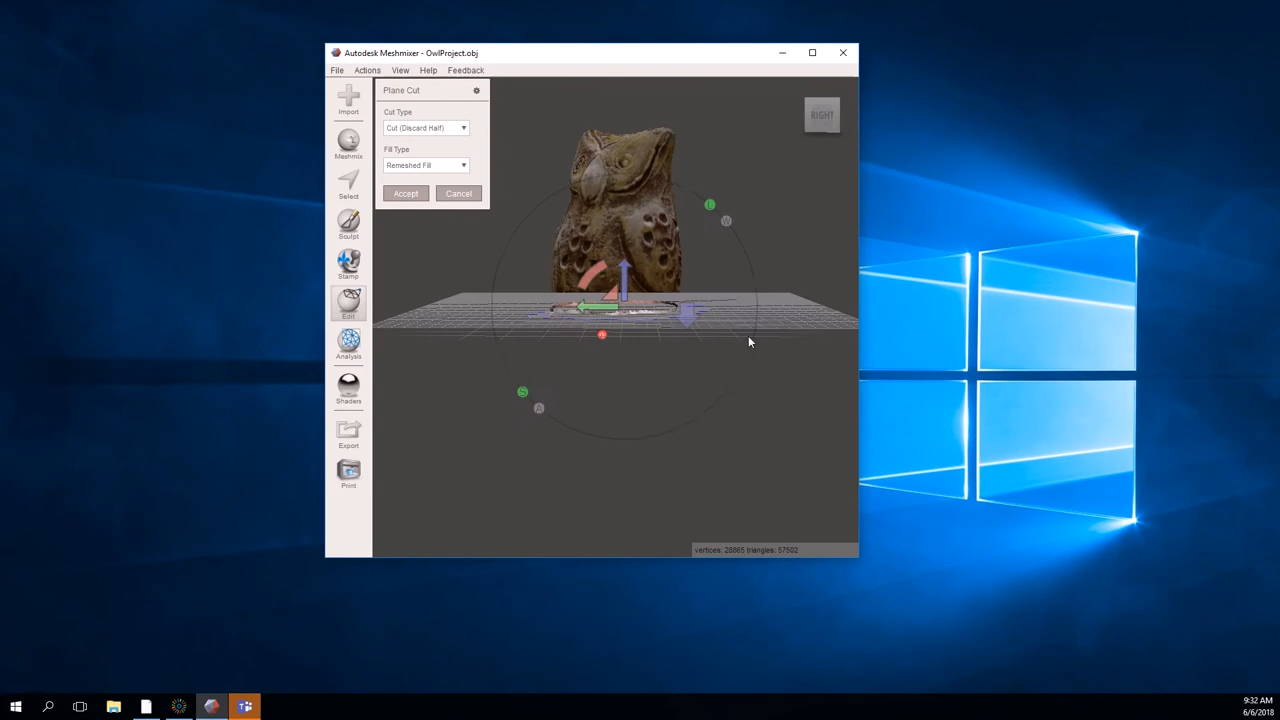 Autodesk Meshmixer - OwlProject.obj
File Actions View Help Feedback
Import
Meshmix
Select
Sculpt
Stamp
Edit
Analysis
Shaders
Export
Print
Plane Cut
Cut Type
Cut (Discard Half)
Fill Type
Remeshed Fill
Accept Cancel
RIGHT
L
W
S
A
vertices: 28065 triangles: 57502
9:32 AM
6/6/2018